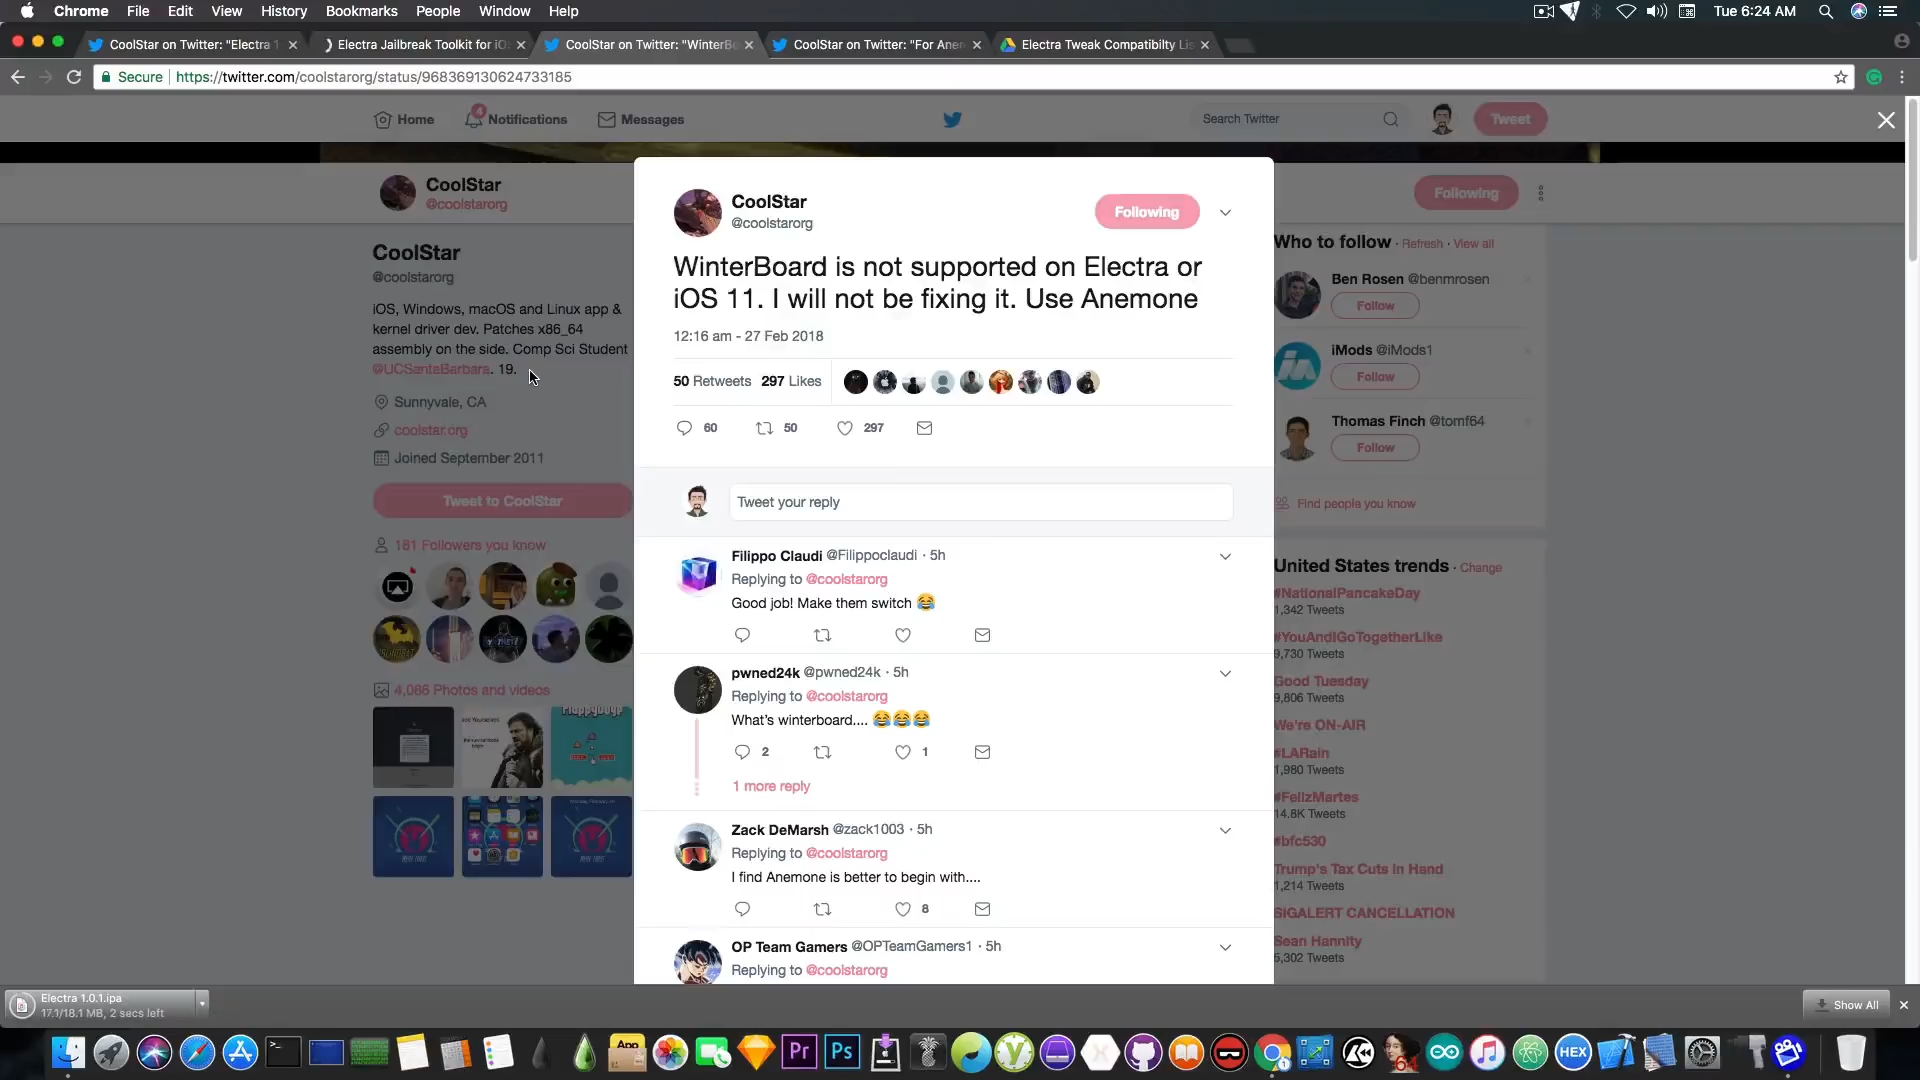 Chrome File Edit View History Bookmarks People Window Help
Tue 6:24 AM
CoolStar on Twitter: "Electra 1
Electra Jailbreak Toolkit for iO
CoolStar on Twitter: "WinterBo
CoolStar on Twitter: "For Anem
Electra Tweak Compatibilty Lis
Secure https://twitter.com/coolstarorg/status/968369130624733185
Home
4
Notifications
Messages
Search Twitter
Tweet
CoolStar
@coolstarorg
Following
CoolStar
@coolstarorg
iOS, Windows, macOS and Linux app &
kernel driver dev. Patches x86_64
assembly on the side. Comp Sci Student
@UCSantaBarbara. 19.
Sunnyvale, CA
coolstar.org
Joined September 2011
Tweet to CoolStar
181 Followers you know
4,086 Photos and videos
CoolStar
@coolstarorg
Following
WinterBoard is not supported on Electra or
iOS 11. I will not be fixing it. Use Anemone
12:16 am - 27 Feb 2018
50 Retweets 297 Likes
60 50 297
Tweet your reply
Filippo Claudi @Filippoclaudi · 5h
Replying to @coolstarorg
Good job! Make them switch 😂
pwned24k @pwned24k · 5h
Replying to @coolstarorg
What's winterboard.... 😂😂😂
2 1
1 more reply
Zack DeMarsh @zack1003 · 5h
Replying to @coolstarorg
I find Anemone is better to begin with....
8
OP Team Gamers @OPTeamGamers1 · 5h
Replying to @coolstarorg
Who to follow · Refresh · View all
Ben Rosen @benmrosen
Follow
iMods @iMods1
Follow
Thomas Finch @tomf64
Follow
Find people you know
United States trends · Change
#NationalPancakeDay
1,342 Tweets
#YouAndIGoTogetherLike
9,730 Tweets
Good Tuesday
9,806 Tweets
We're ON-AIR
#LARain
1,980 Tweets
#FelizMartes
14.8K Tweets
#bfc530
Trump's Tax Cuts in Hand
1,214 Tweets
SIGALERT CANCELLATION
Sean Hannity
5,302 Tweets
Electra 1.0.1.ipa
17.1/18.1 MB, 2 secs left
Show All
App
Pr
Ps
64
HEX